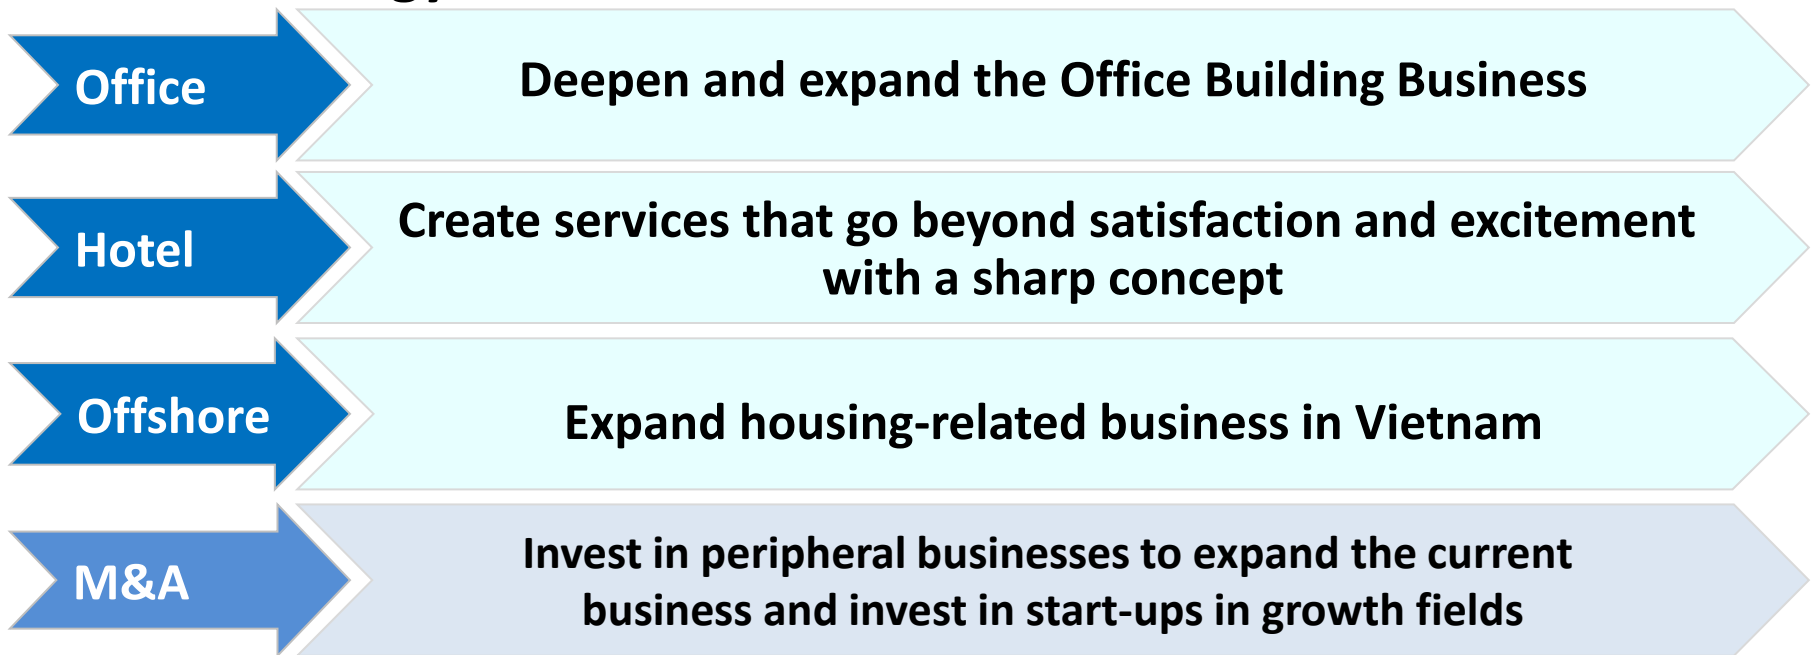 Office
Deepen and expand the Office Building Business
Hotel
Create services that go beyond satisfaction and excitement
with a sharp concept
Offshore
Expand housing-related business in Vietnam
M&A
Invest in peripheral businesses to expand the current
business and invest in start-ups in growth fields